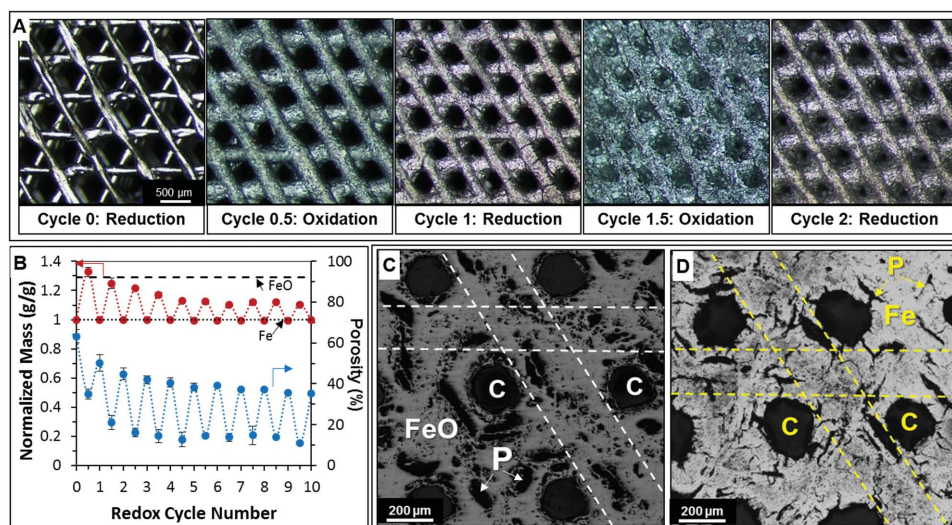 A
500 µm
Cycle 0: Reduction
Cycle 0.5: Oxidation
Cycle 1: Reduction
Cycle 1.5: Oxidation
Cycle 2: Reduction
B
Normalized Mass (g/g)
1.4
1.2
1
0.8
0.6
0.4
0.2
0
FeO
Fe
100
80
60
40
20
0
Porosity (%)
0 1 2 3 4 5 6 7 8 9 10
Redox Cycle Number
C
C
C
FeO
P
200 µm
D
P
Fe
C
C
200 µm